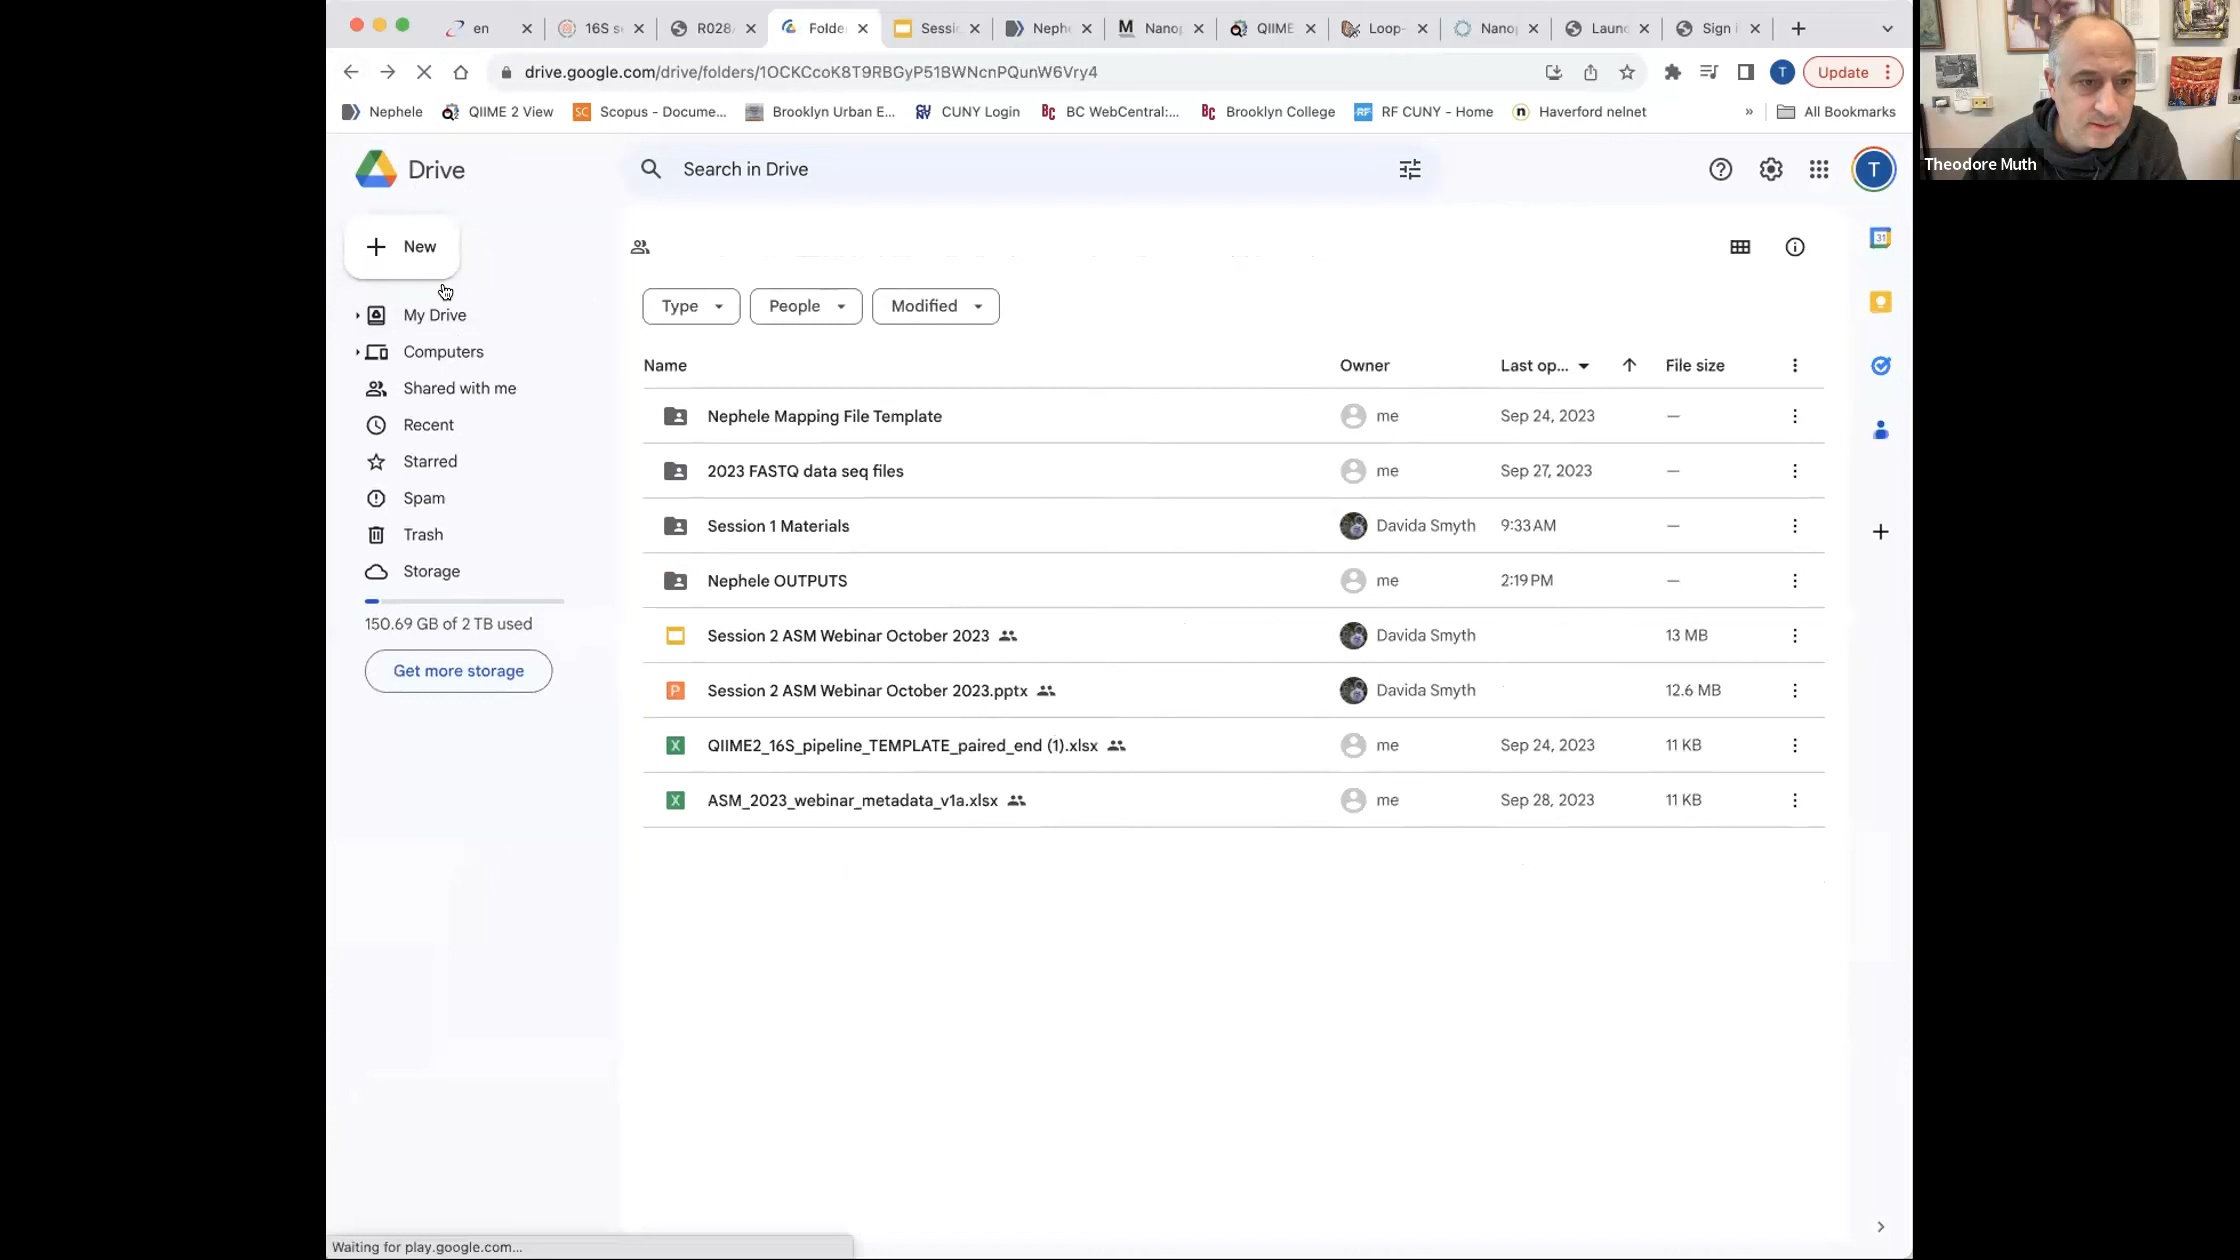 en
16S s
R028
Folde
Sessi
Neph
Nano
QIIME
Loop-
Nano
Laun
Sign i
drive.google.com/drive/folders/1OCKCcoK8T9RBGyP51BWNcnPQunW6Vry4
T
Update
Nephele
QIIME 2 View
SC
Scopus - Docume...
Brooklyn Urban E...
CUNY Login
BC
BC WebCentral:...
BC
Brooklyn College
RF
RF CUNY - Home
n
Haverford nelnet
»
All Bookmarks
Theodore Muth
Drive
Search in Drive
T
New
31
My Drive
Computers
Shared with me
Recent
Starred
Spam
Trash
Storage
150.69 GB of 2 TB used
Get more storage
Type
People
Modified
Name Owner Last op... File size
Nephele Mapping File Template me Sep 24, 2023 —
2023 FASTQ data seq files me Sep 27, 2023 —
Session 1 Materials Davida Smyth 9:33 AM —
Nephele OUTPUTS me 2:19 PM —
Session 2 ASM Webinar October 2023 Davida Smyth 13 MB
P Session 2 ASM Webinar October 2023.pptx Davida Smyth 12.6 MB
X QIIME2_16S_pipeline_TEMPLATE_paired_end (1).xlsx me Sep 24, 2023 11 KB
X ASM_2023_webinar_metadata_v1a.xlsx me Sep 28, 2023 11 KB
Waiting for play.google.com...